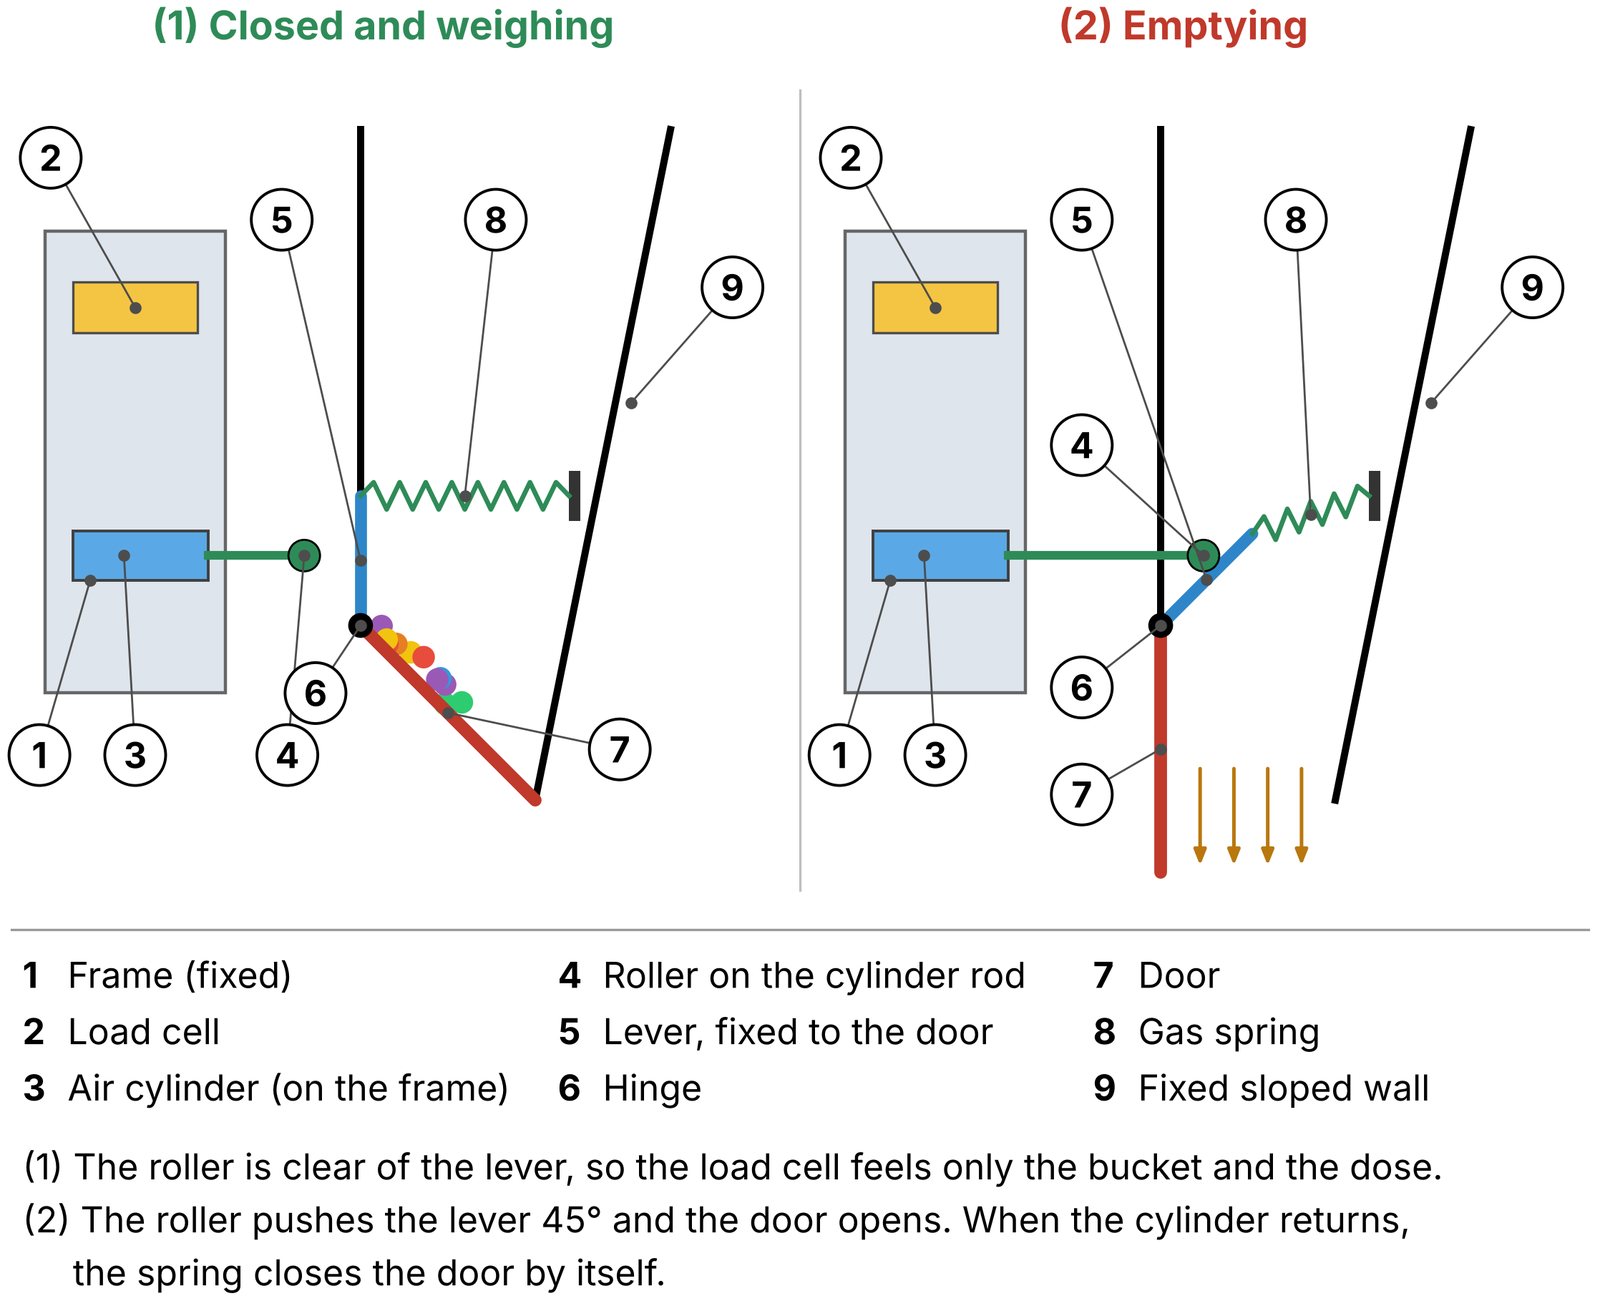 (1) Closed and weighing
(2) Emptying
2
5
8
9
1
3
4
6
7
2
5
8
9
4
6
1
3
7
1 Frame (fixed)
4 Roller on the cylinder rod
7 Door
2 Load cell
5 Lever, fixed to the door
8 Gas spring
3 Air cylinder (on the frame)
6 Hinge
9 Fixed sloped wall
(1) The roller is clear of the lever, so the load cell feels only the bucket and the dose.
(2) The roller pushes the lever 45° and the door opens. When the cylinder returns,
the spring closes the door by itself.